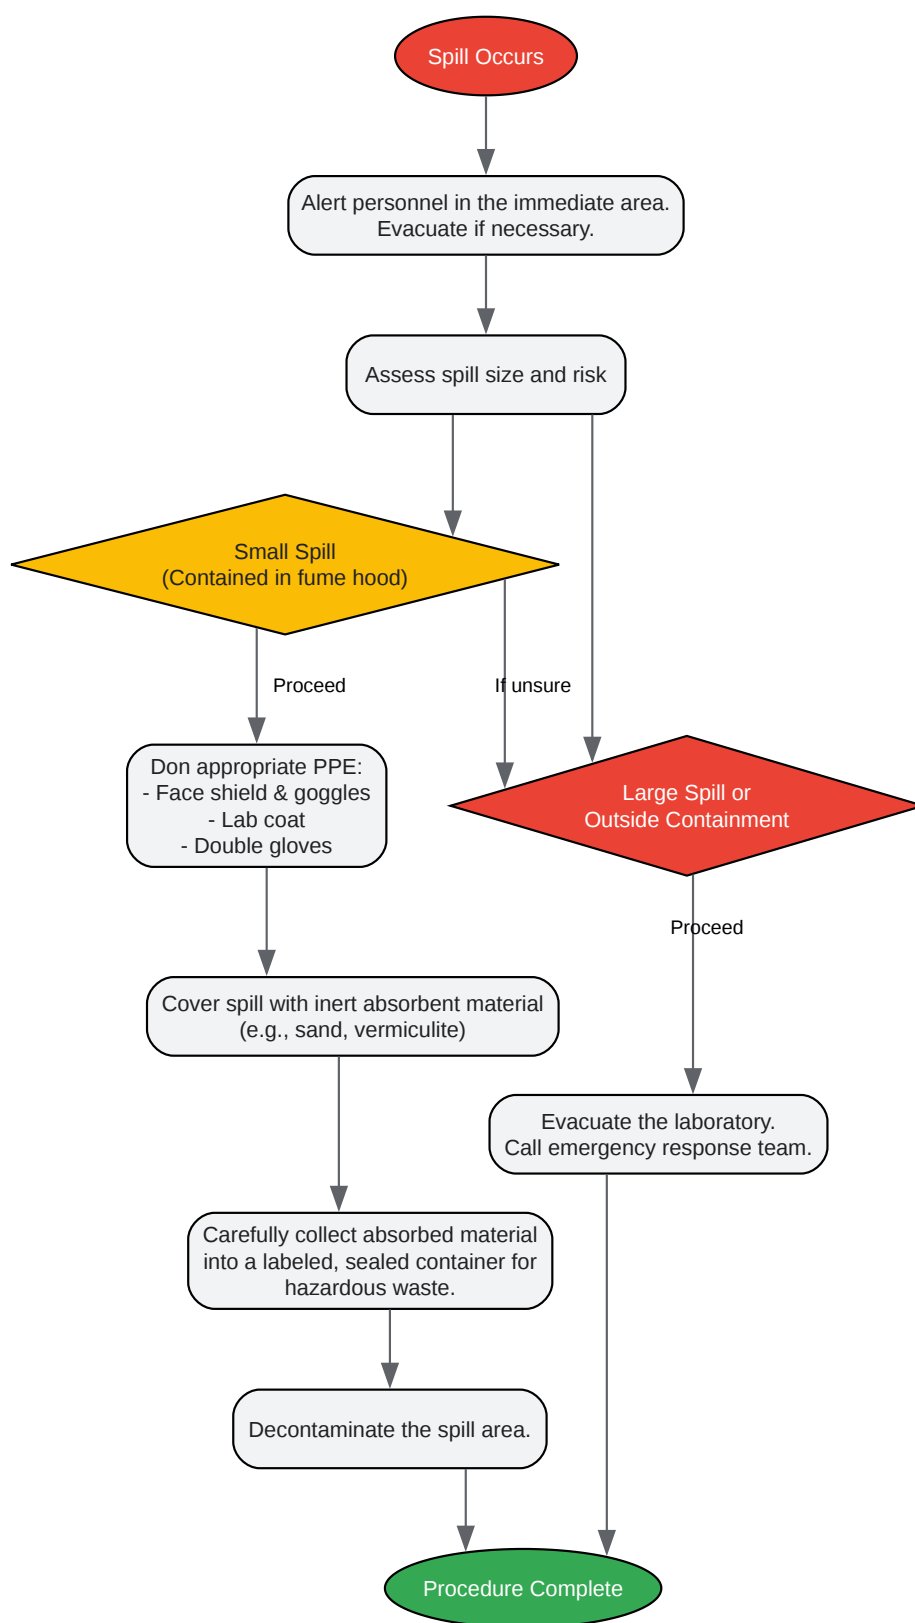 Spill Occurs
Alert personnel in the immediate area.
Evacuate if necessary.
Assess spill size and risk
Small Spill
(Contained in fume hood)
Proceed
If unsure
Don appropriate PPE:
- Face shield & goggles
- Lab coat
- Double gloves
Large Spill or
Outside Containment
Proceed
Cover spill with inert absorbent material
(e.g., sand, vermiculite)
Evacuate the laboratory.
Call emergency response team.
Carefully collect absorbed material
into a labeled, sealed container for
hazardous waste.
Decontaminate the spill area.
Procedure Complete